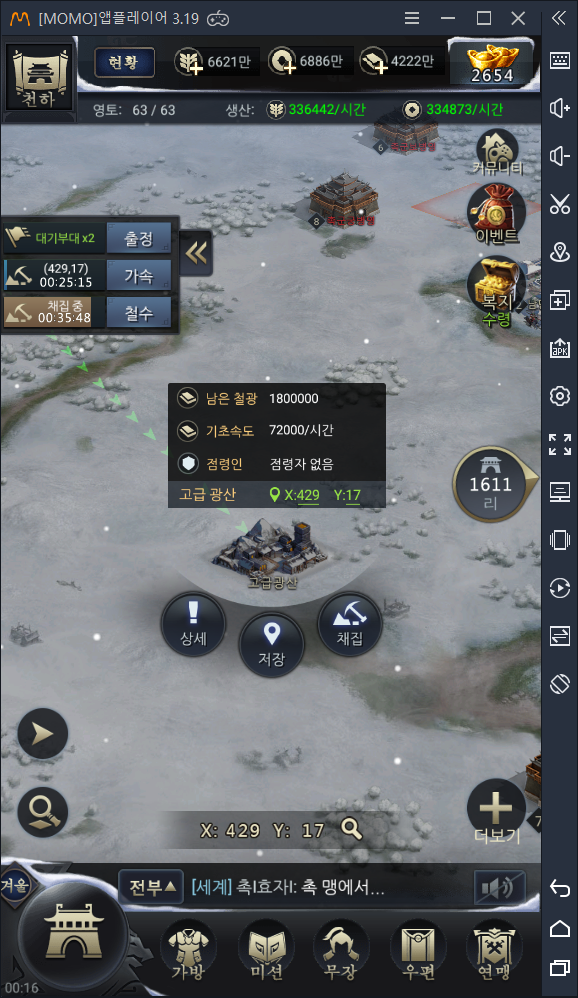 [MOMO]앱플레이어 3.19
천하
현황
6621만
6886만
4222만
2654
영토: 63 / 63
생산:
336442/시간
334873/시간
커뮤니티
6
8
이벤트
대기부대 x2
출정
(429,17)
00:25:15
가속
채집 중
00:35:48
철수
복지
수령
2
남은 철광 1800000
기초속도 72000/시간
점령인 점령자 없음
고급 광산 X:429 Y:17
1611
리
고급광산
상세
저장
채집
X: 429 Y: 17
더보기
7
겨울
전부
[세계] 촉I효자I: 촉 맹에서...
가방
미션
무장
우편
연맹
00:16
APK